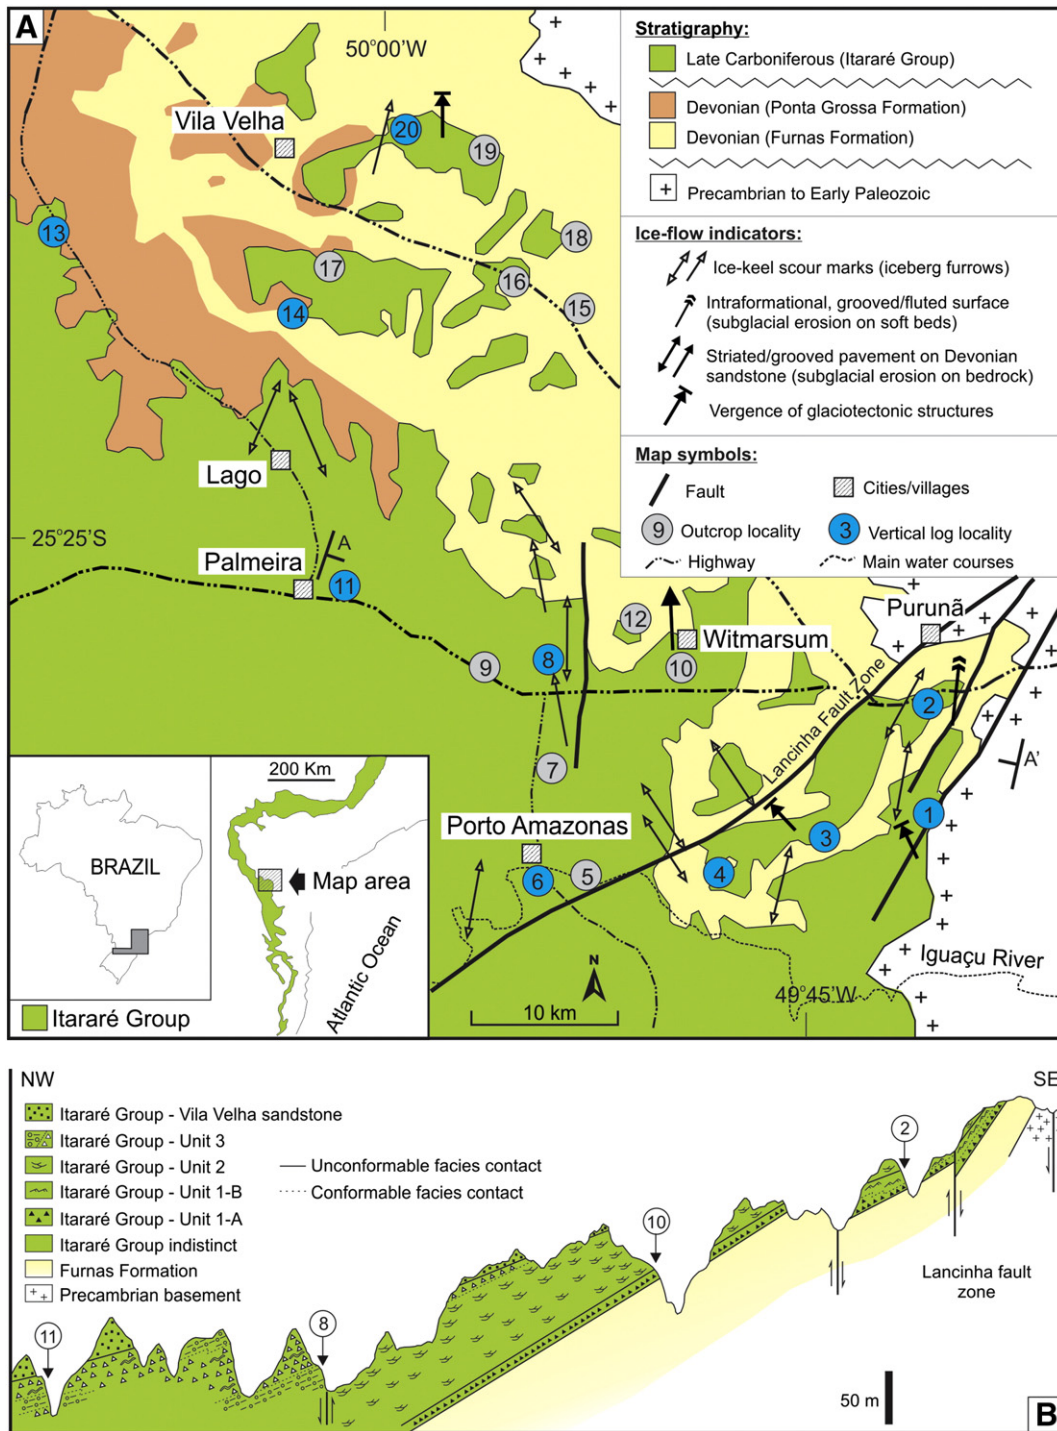 A
50°00'W
Vila Velha
20
19
13
17
18
16
15
14
Lago
25°25'S
Palmeira
A
11
12
Witmarsum
Purunã
8
9
10
Lancinha Fault Zone
2
A'
7
1
Porto Amazonas
3
4
5
6
Iguaçu River
N
10 km
49°45'W
Stratigraphy:
Late Carboniferous (Itararé Group)
Devonian (Ponta Grossa Formation)
Devonian (Furnas Formation)
Precambrian to Early Paleozoic
Ice-flow indicators:
Ice-keel scour marks (iceberg furrows)
Intraformational, grooved/fluted surface
(subglacial erosion on soft beds)
Striated/grooved pavement on Devonian
sandstone (subglacial erosion on bedrock)
Vergence of glaciotectonic structures
Map symbols:
Fault
Cities/villages
9 Outcrop locality
3 Vertical log locality
Highway
Main water courses
200 Km
BRAZIL
Map area
Atlantic Ocean
Itararé Group
NW
SE
Itararé Group - Vila Velha sandstone
Itararé Group - Unit 3
Itararé Group - Unit 2
Itararé Group - Unit 1-B
Itararé Group - Unit 1-A
Itararé Group indistinct
Furnas Formation
Precambrian basement
Unconformable facies contact
Conformable facies contact
11
8
10
2
Lancinha fault
zone
50 m
B